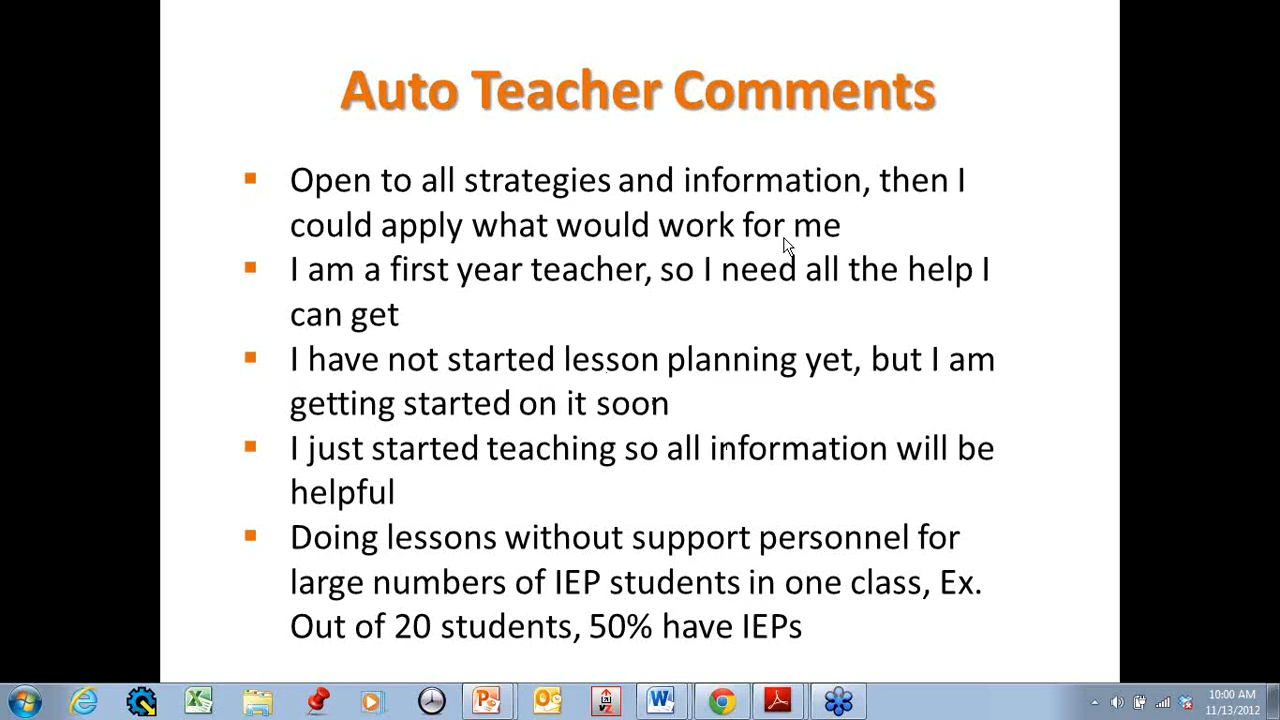 Auto Teacher Comments
Open to all strategies and information, then I
could apply what would work for me
I am a first year teacher, so I need all the help I
can get
I have not started lesson planning yet, but I am
getting started on it soon
I just started teaching so all information will be
helpful
Doing lessons without support personnel for
large numbers of IEP students in one class, Ex.
Out of 20 students, 50% have IEPs
10:00 AM
11/13/2012